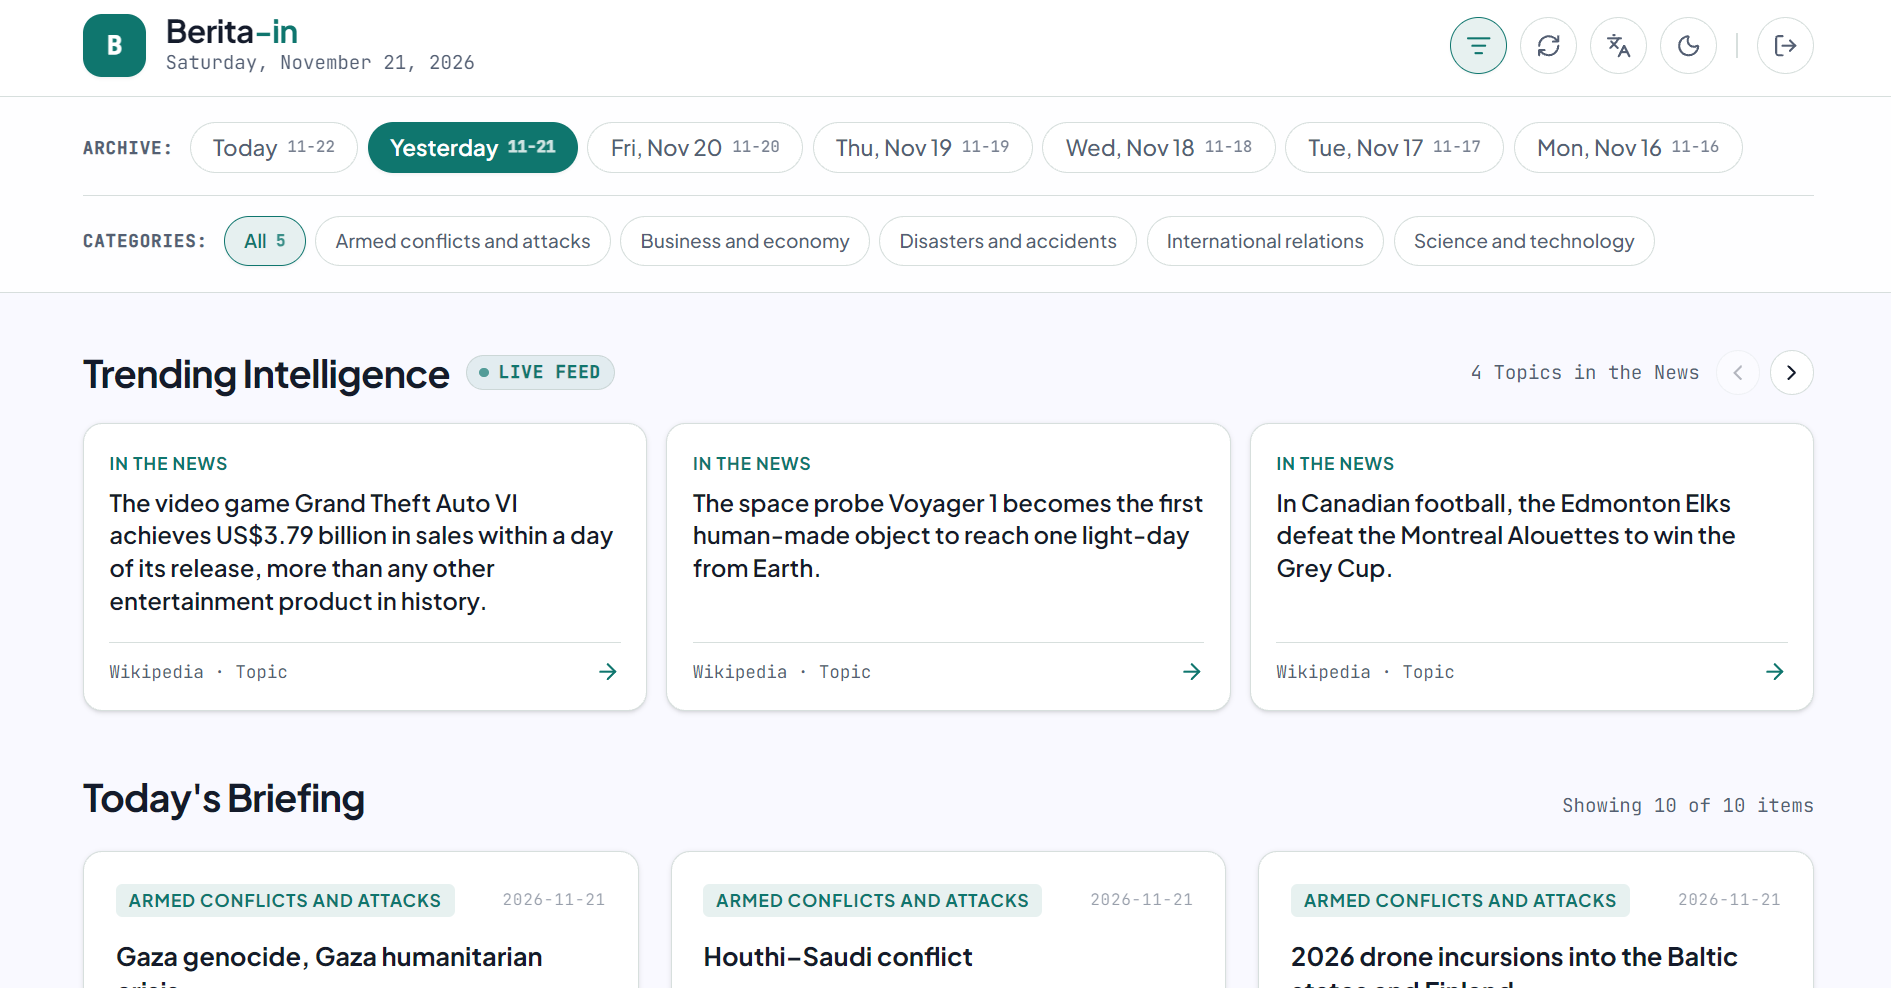 B
Berita-in
Saturday, November 21, 2026
ARCHIVE: Today 11-22 Yesterday 11-21 Fri, Nov 20 11-20 Thu, Nov 19 11-19 Wed, Nov 18 11-18 Tue, Nov 17 11-17 Mon, Nov 16 11-16
CATEGORIES: All 5 Armed conflicts and attacks Business and economy Disasters and accidents International relations Science and technology
Trending Intelligence LIVE FEED 4 Topics in the News
IN THE NEWS
The video game Grand Theft Auto VI
achieves US$3.79 billion in sales within a day
of its release, more than any other
entertainment product in history.
Wikipedia · Topic
IN THE NEWS
The space probe Voyager 1 becomes the first
human-made object to reach one light-day
from Earth.
Wikipedia · Topic
IN THE NEWS
In Canadian football, the Edmonton Elks
defeat the Montreal Alouettes to win the
Grey Cup.
Wikipedia · Topic
Today's Briefing Showing 10 of 10 items
ARMED CONFLICTS AND ATTACKS 2026-11-21
Gaza genocide, Gaza humanitarian
crisis
ARMED CONFLICTS AND ATTACKS 2026-11-21
Houthi–Saudi conflict
ARMED CONFLICTS AND ATTACKS 2026-11-21
2026 drone incursions into the Baltic
states and Finland